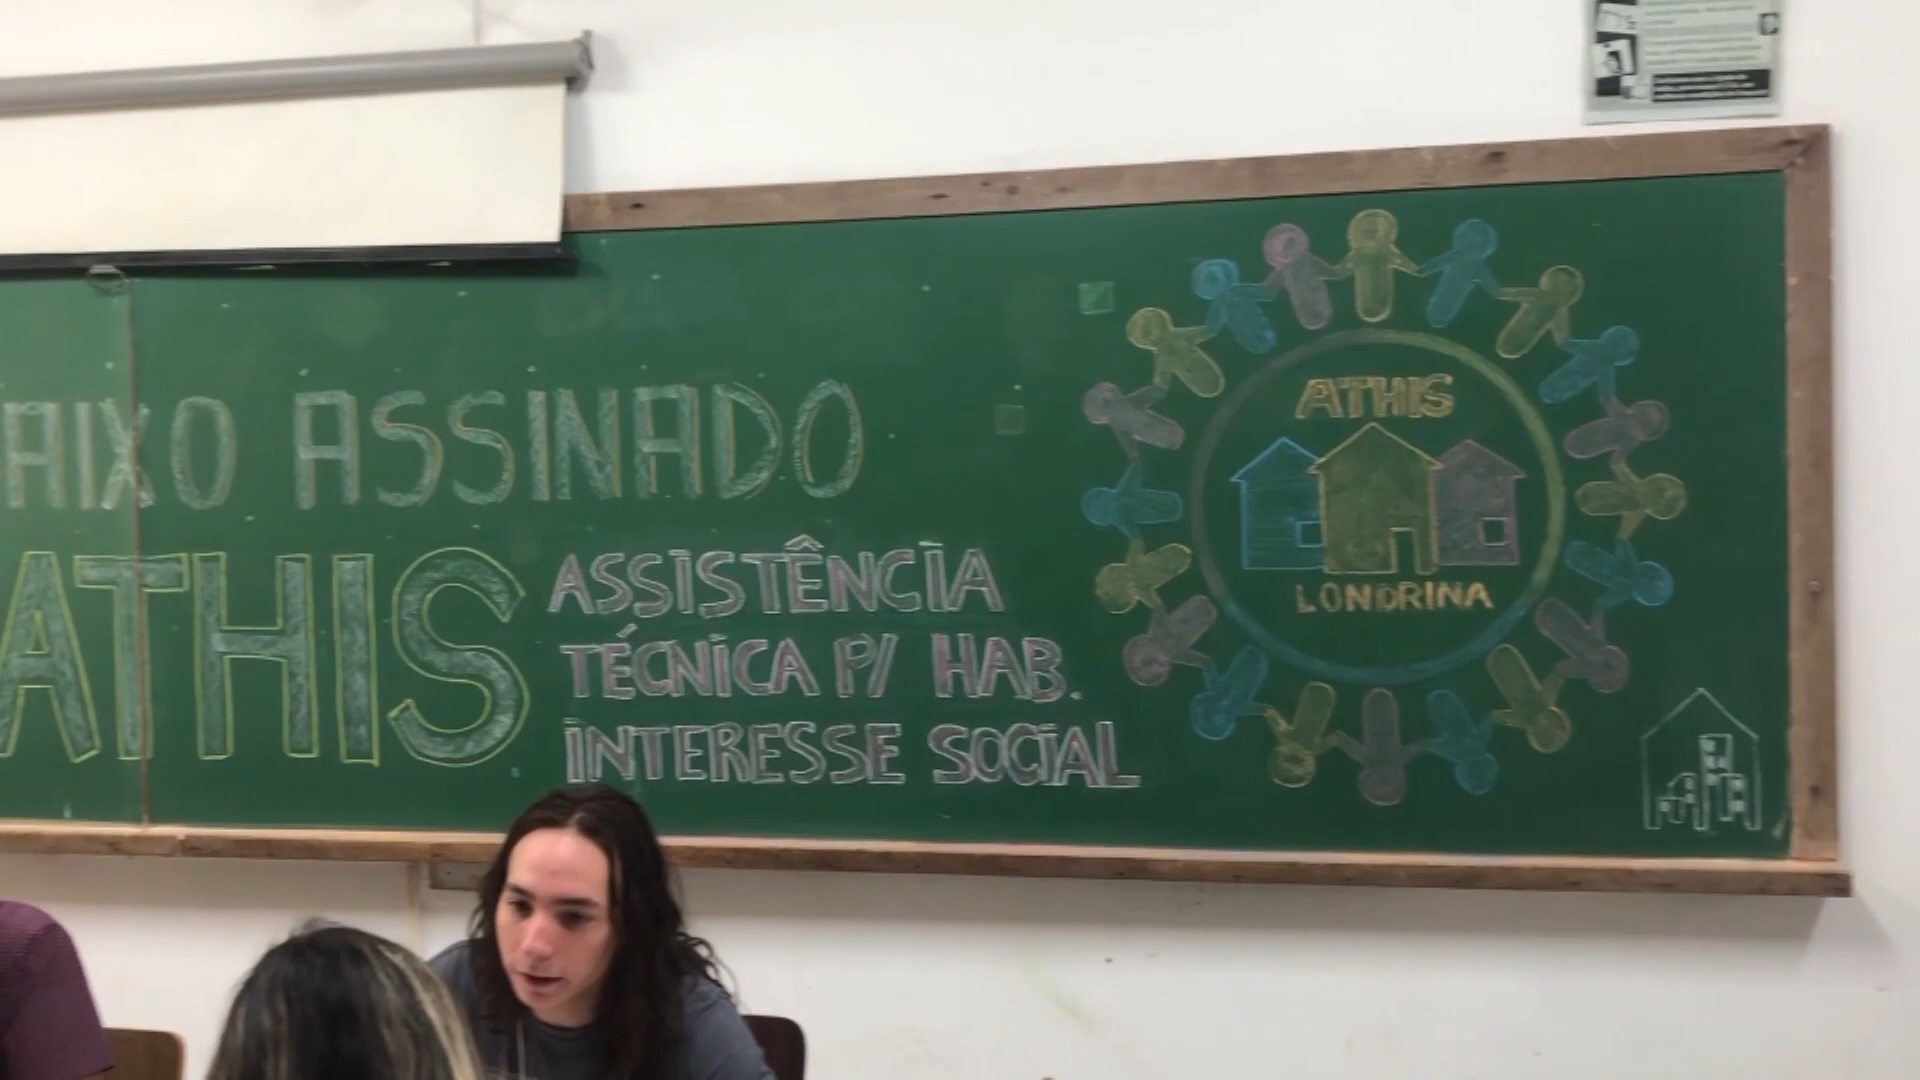 AIXO ASSINADO
ATHIS
ASSISTÊNCIA
TÉCNICA P/ HAB.
INTERESSE SOCIAL
ATHIS
LONDRINA